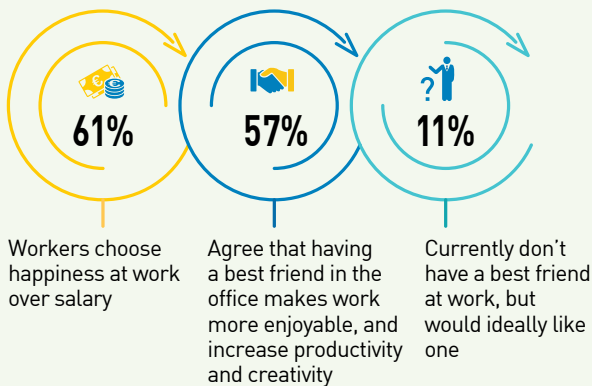 61%
Workers choose
happiness at work
over salary
57%
Agree that having
a best friend in the
office makes work
more enjoyable, and
increase productivity
and creativity
?
11%
Currently don’t
have a best friend
at work, but
would ideally like
one